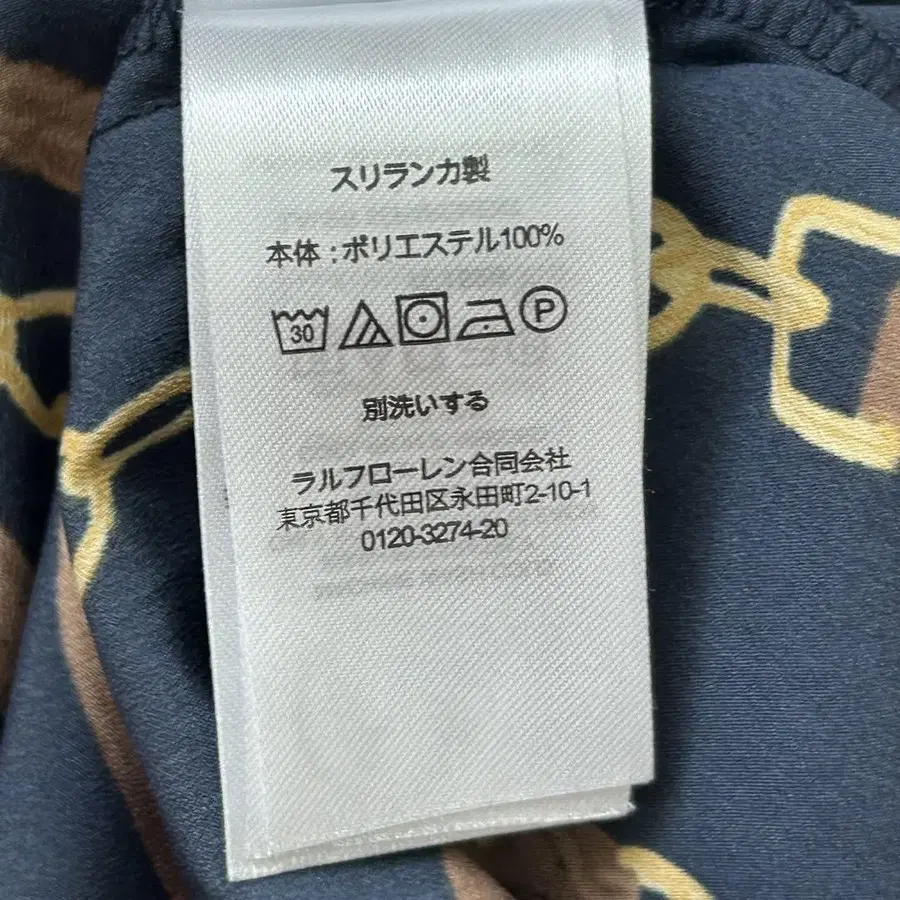 スリランカ製
本体：ポリエステル100%
30 P
別洗いする
ラルフローレン合同会社
東京都千代田区永田町2-10-1
0120-3274-20